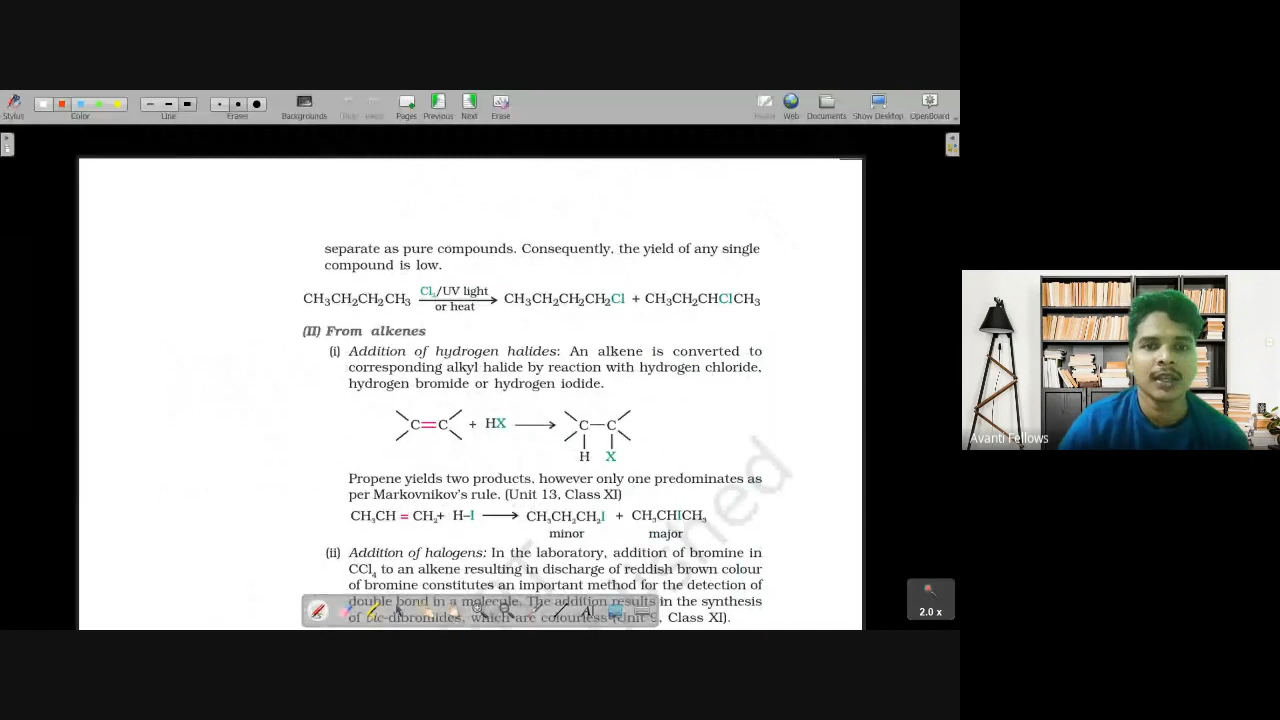 Stylus
Color
Line
Eraser
Backgrounds
Undo
Redo
Pages
Previous
Next
Erase
Web
Documents
Show Desktop
OpenBoard
separate as pure compounds. Consequently, the yield of any single
compound is low.
CH₃CH₂CH₂CH₃ Cl₂/UV light or heat → CH₃CH₂CH₂CH₂Cl + CH₃CH₂CHClCH₃
(II) From alkenes
(i) Addition of hydrogen halides: An alkene is converted to
corresponding alkyl halide by reaction with hydrogen chloride,
hydrogen bromide or hydrogen iodide.
C=C + HX → C–C
H X
Propene yields two products, however only one predominates as
per Markovnikov's rule. (Unit 13, Class XI)
CH₃CH = CH₂+ H–I → CH₃CH₂CH₂I + CH₃CHICH₃
minor major
(ii) Addition of halogens: In the laboratory, addition of bromine in
CCl₄ to an alkene resulting in discharge of reddish brown colour
of bromine constitutes an important method for the detection of
double bond in a molecule. The addition results in the synthesis
of vic-dibromides, which are colourless (Unit 9, Class XI).
Avanti Fellows
2.0 x